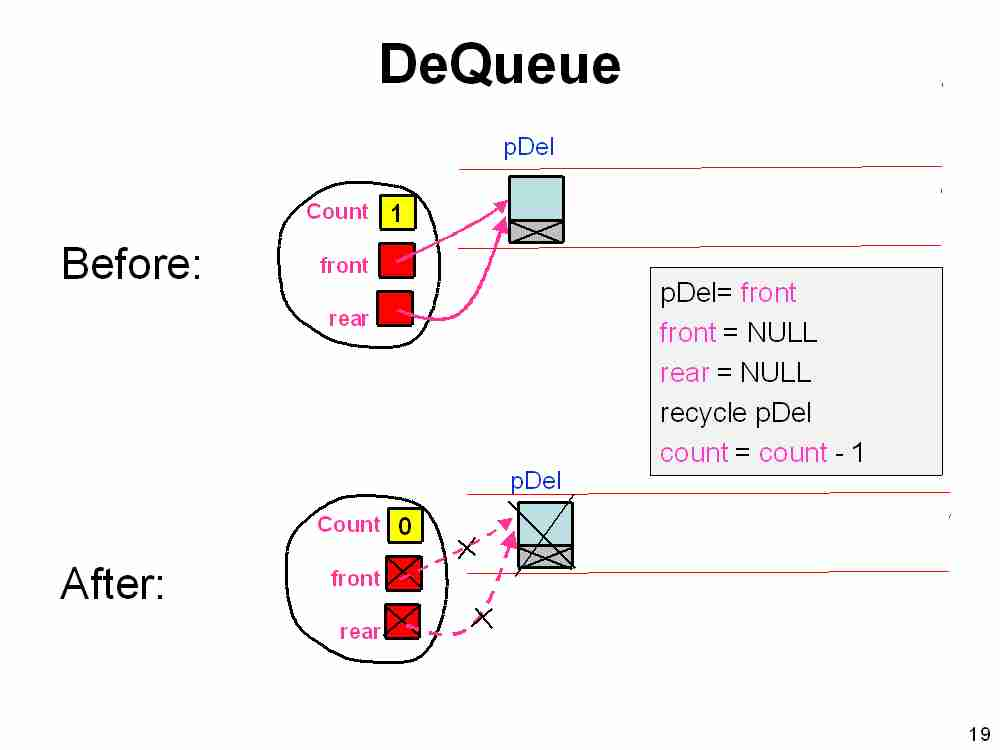 DeQueue
pDel
Count 1
Before:
front
rear
pDel= front
front = NULL
rear = NULL
recycle pDel
count = count - 1
pDel
Count 0
After:
front
rear
19